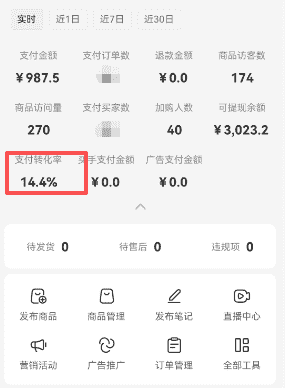 实时 近1日 近7日 近30日
支付金额 支付订单数 退款金额 商品访客数
¥987.5 ¥0.0 174
商品访问量 支付买家数 加购人数 可提现余额
270 40 ¥3,023.2
支付转化率 买手支付金额 广告支付金额
14.4% ¥0.0 ¥0.0
待发货 0 待售后 0 违规项 0
发布商品 商品管理 发布笔记 直播中心
营销活动 广告推广 订单管理 全部工具